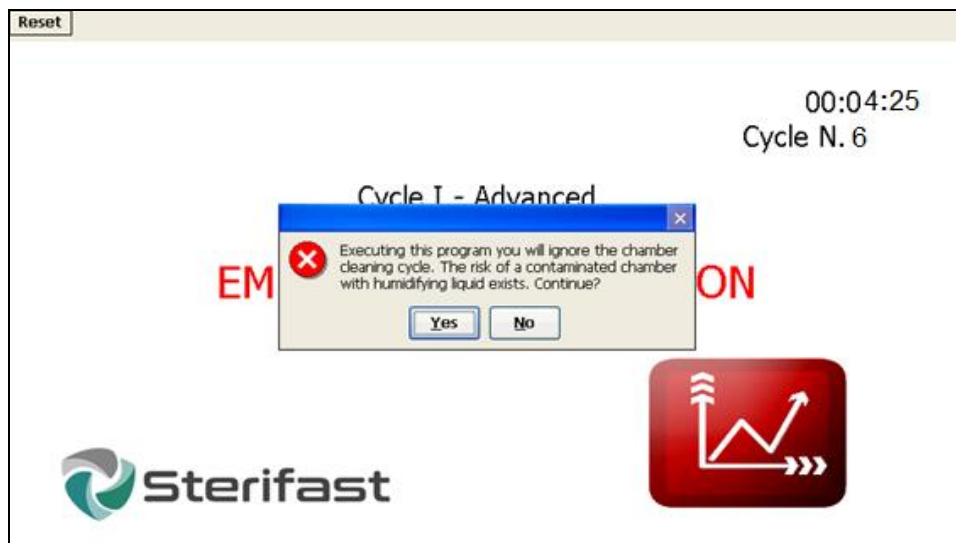 Reset
00:04:25
Cycle N. 6
Cycle I - Advanced
EM
ON
Executing this program you will ignore the chamber
cleaning cycle. The risk of a contaminated chamber
with humidifying liquid exists. Continue?
Yes No
Sterifast